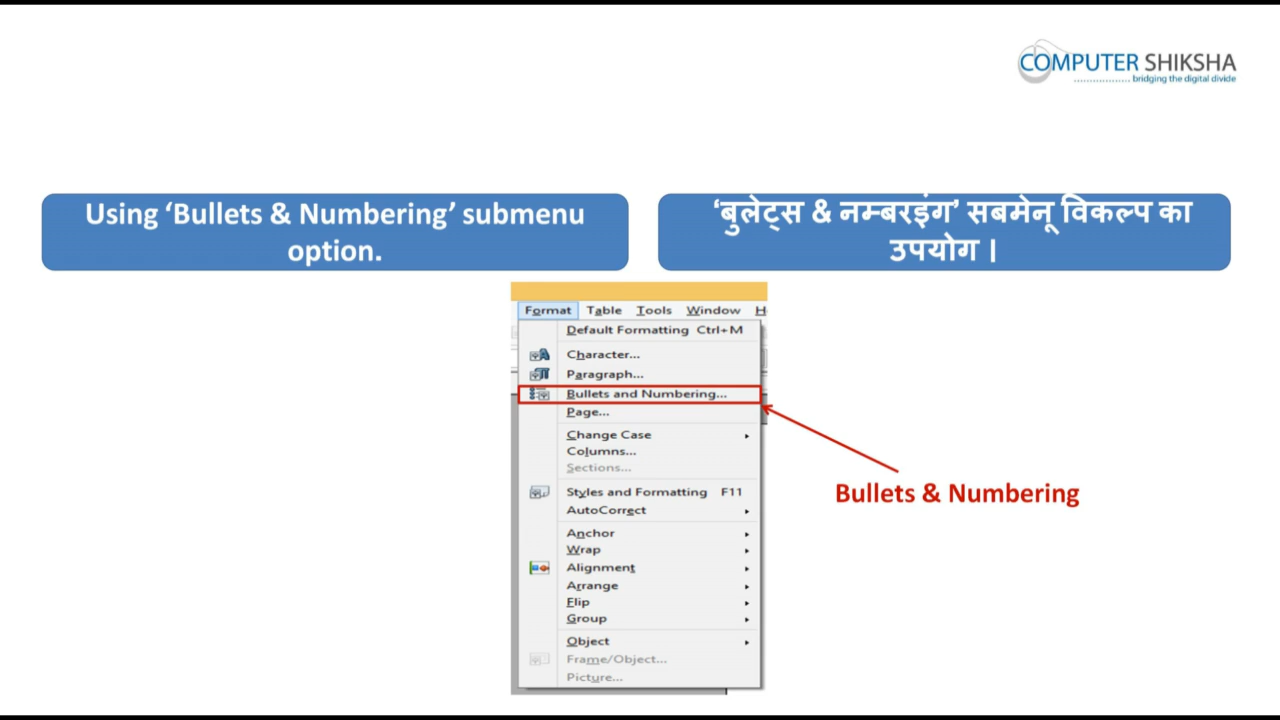 COMPUTER SHIKSHA
.................. bridging the digital divide
Using ‘Bullets & Numbering’ submenu
option.
‘बुलेट्स & नम्बरइंग’ सबमेनू विकल्प का
उपयोग |
Format Table Tools Window H
Default Formatting Ctrl+M
Character...
Paragraph...
Bullets and Numbering...
Page...
Change Case
Columns...
Sections...
Styles and Formatting F11
AutoCorrect
Anchor
Wrap
Alignment
Arrange
Flip
Group
Object
Frame/Object...
Picture...
Bullets & Numbering